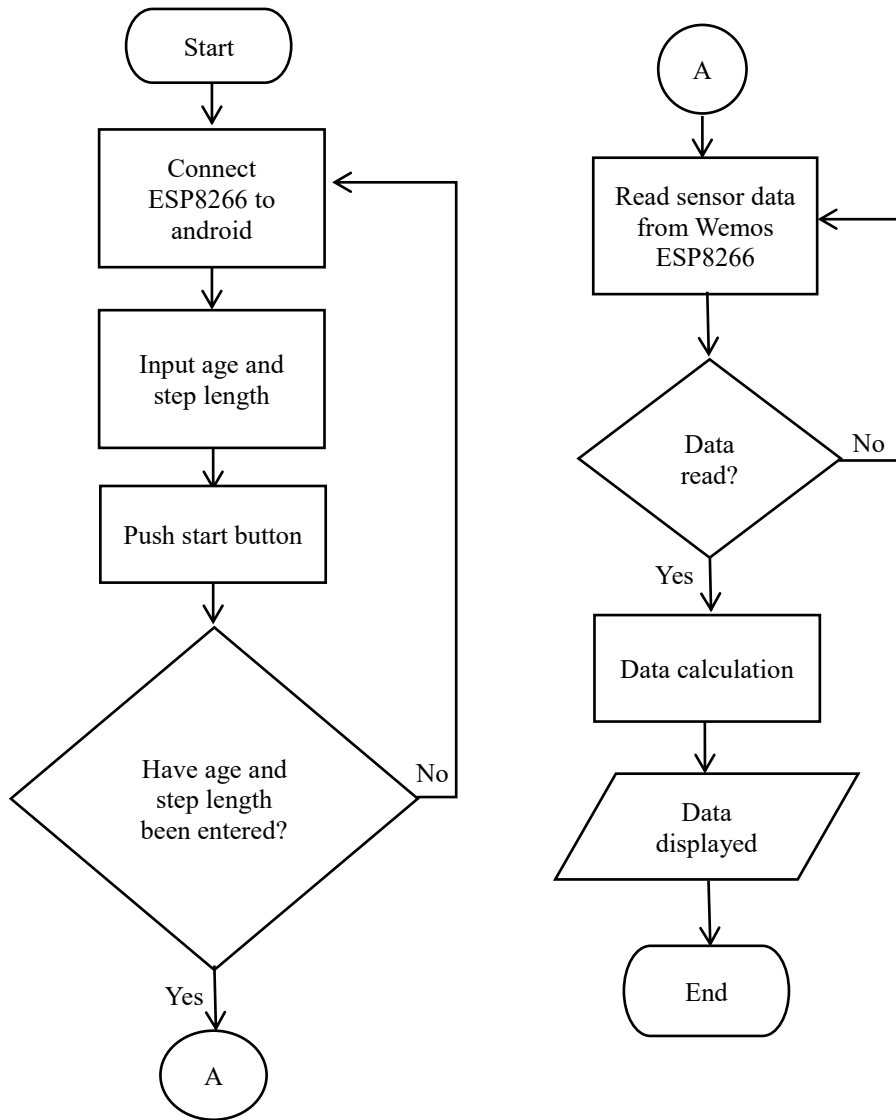 Start
Connect
ESP8266 to
android
Input age and
step length
Push start button
Have age and
step length
been entered?
No
Yes
A
A
Read sensor data
from Wemos
ESP8266
Data
read?
No
Yes
Data calculation
Data
displayed
End